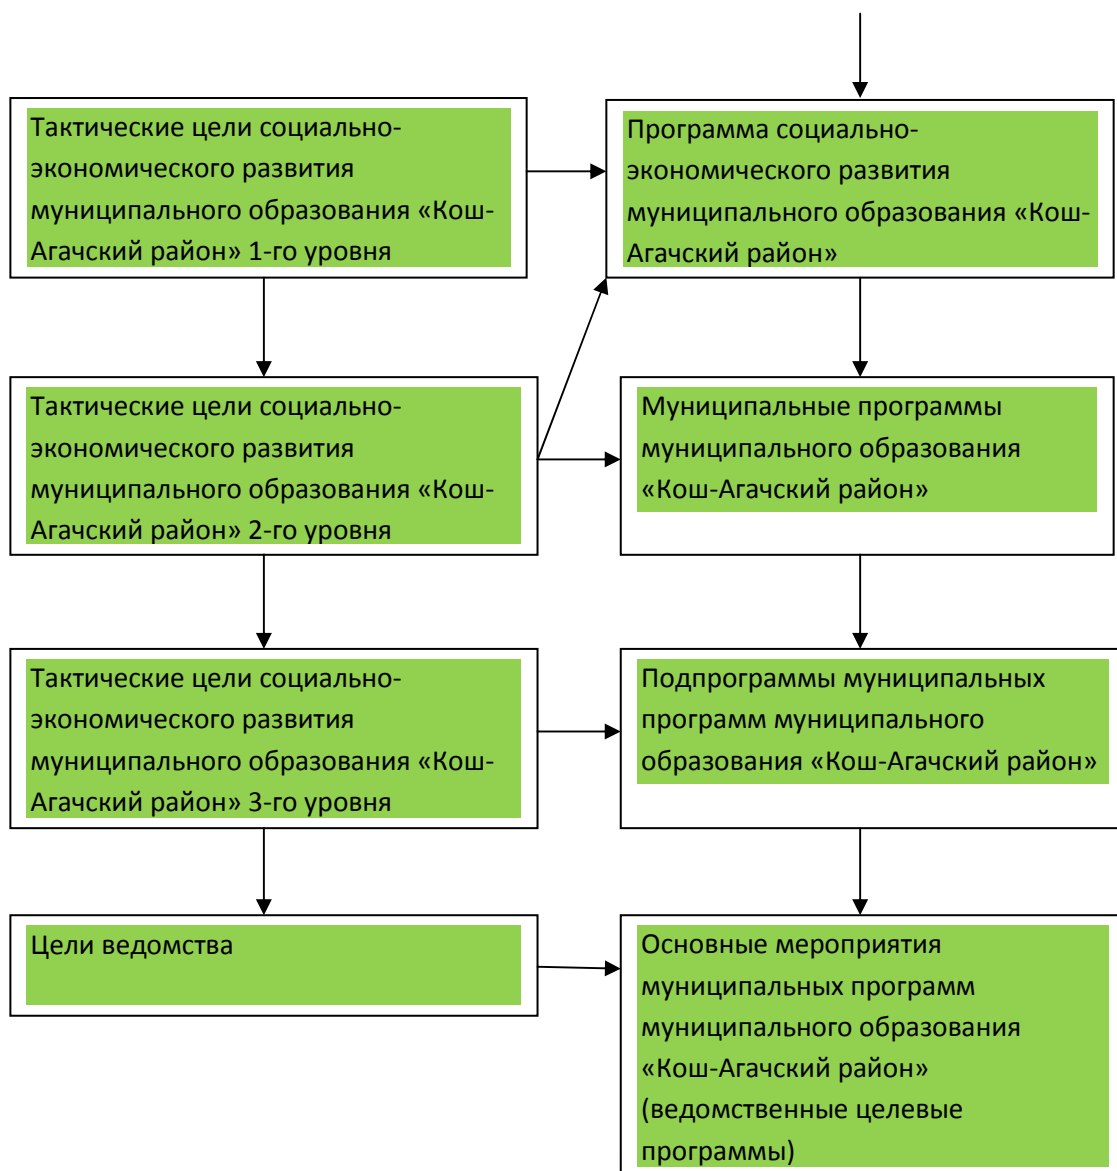 Тактические цели социально-
экономического развития
муниципального образования «Кош-
Агачский район» 1-го уровня
Программа социально-
экономического развития
муниципального образования «Кош-
Агачский район»
Тактические цели социально-
экономического развития
муниципального образования «Кош-
Агачский район» 2-го уровня
Муниципальные программы
муниципального образования
«Кош-Агачский район»
Тактические цели социально-
экономического развития
муниципального образования «Кош-
Агачский район» 3-го уровня
Подпрограммы муниципальных
программ муниципального
образования «Кош-Агачский район»
Цели ведомства
Основные мероприятия
муниципальных программ
муниципального образования
«Кош-Агачский район»
(ведомственные целевые
программы)